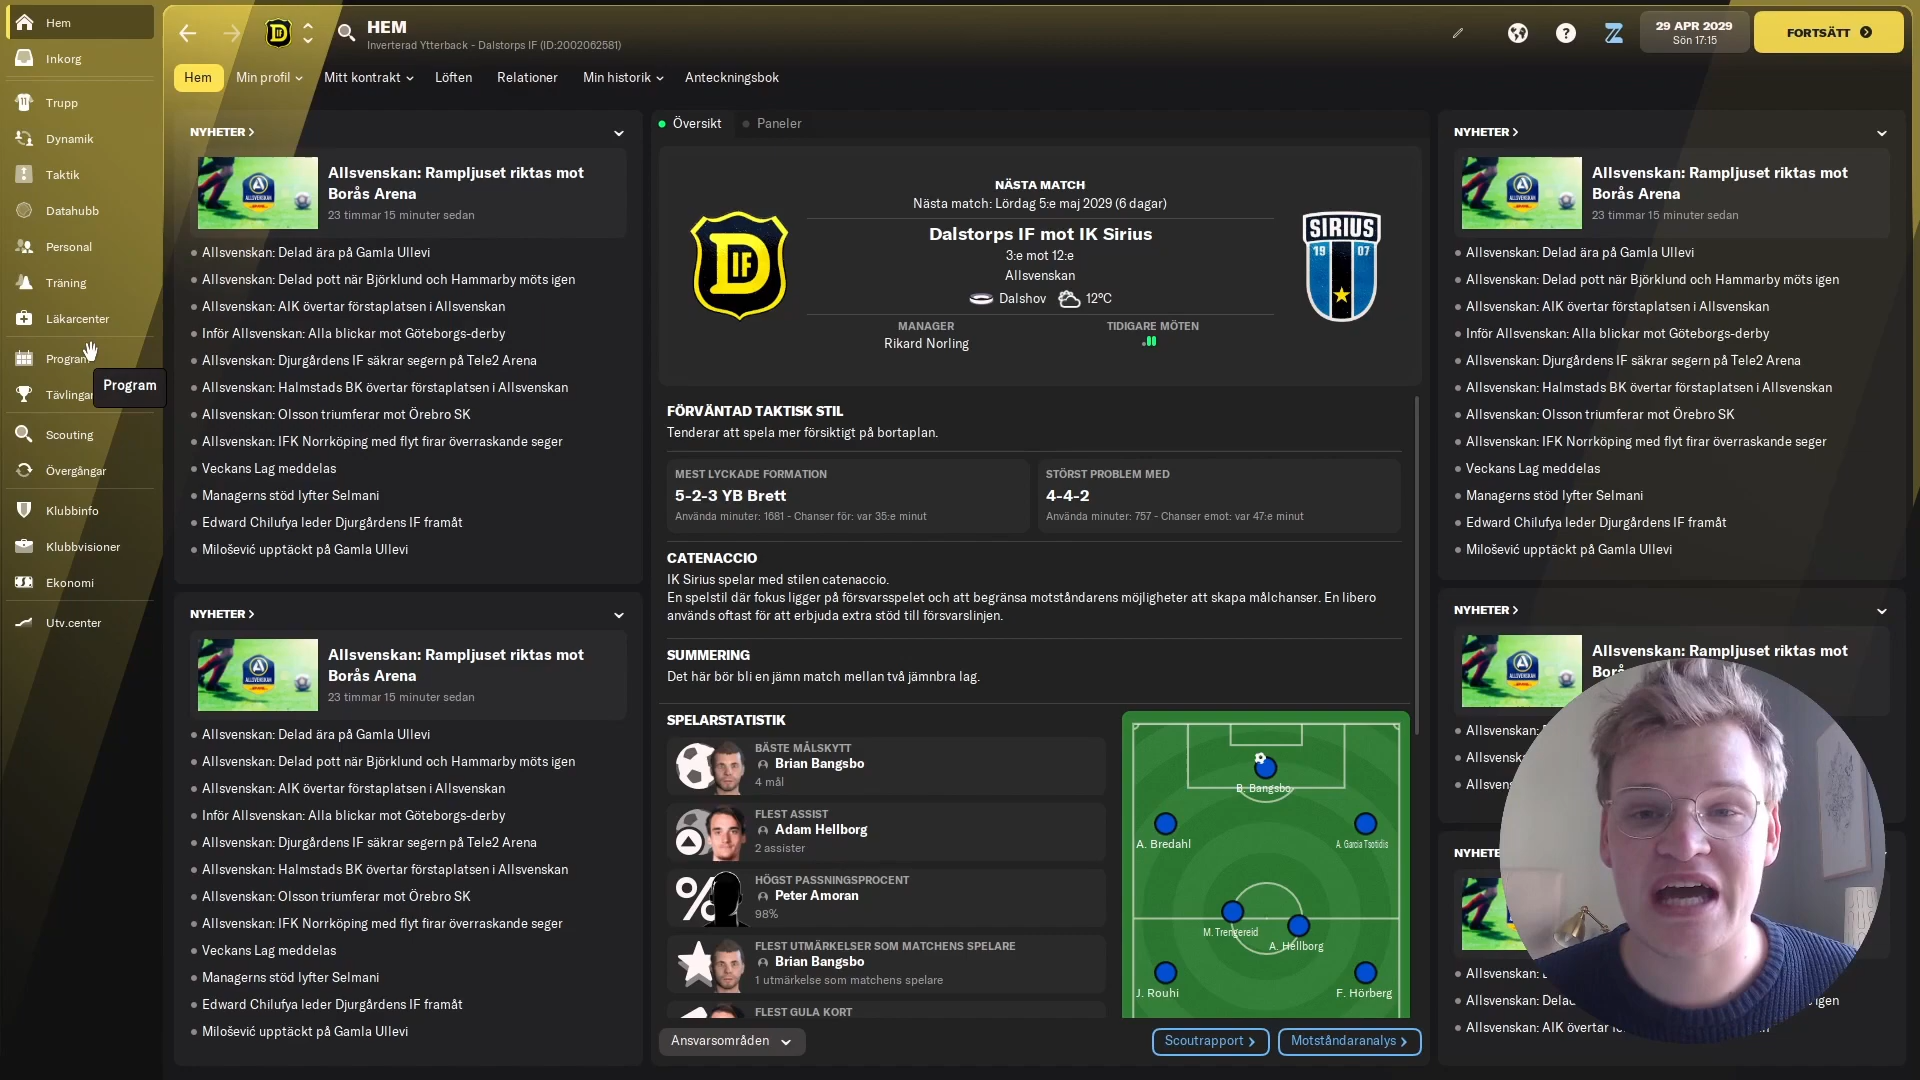 Hem
Inkorg
Trupp
Dynamik
Taktik
Datahubb
Personal
Träning
Läkarcenter
Program
Program
Tävlingar
Scouting
Övergångar
Klubbinfo
Klubbvisioner
Ekonomi
Utv.center
HEM
Inverterad Ytterback - Dalstorps IF (ID:2002062581)
29 APR 2029
Sön 17:15
FORTSÄTT
Hem
Min profil
Mitt kontrakt
Löften
Relationer
Min historik
Anteckningsbok
NYHETER
Allsvenskan: Rampljuset riktas mot
Borås Arena
23 timmar 15 minuter sedan
Allsvenskan: Delad ära på Gamla Ullevi
Allsvenskan: Delad pott när Björklund och Hammarby möts igen
Allsvenskan: AIK övertar förstaplatsen i Allsvenskan
Inför Allsvenskan: Alla blickar mot Göteborgs-derby
Allsvenskan: Djurgårdens IF säkrar segern på Tele2 Arena
Allsvenskan: Halmstads BK övertar förstaplatsen i Allsvenskan
Allsvenskan: Olsson triumferar mot Örebro SK
Allsvenskan: IFK Norrköping med flyt firar överraskande seger
Veckans Lag meddelas
Managerns stöd lyfter Selmani
Edward Chilufya leder Djurgårdens IF framåt
Milošević upptäckt på Gamla Ullevi
NYHETER
Allsvenskan: Rampljuset riktas mot
Borås Arena
23 timmar 15 minuter sedan
Allsvenskan: Delad ära på Gamla Ullevi
Allsvenskan: Delad pott när Björklund och Hammarby möts igen
Allsvenskan: AIK övertar förstaplatsen i Allsvenskan
Inför Allsvenskan: Alla blickar mot Göteborgs-derby
Allsvenskan: Djurgårdens IF säkrar segern på Tele2 Arena
Allsvenskan: Halmstads BK övertar förstaplatsen i Allsvenskan
Allsvenskan: Olsson triumferar mot Örebro SK
Allsvenskan: IFK Norrköping med flyt firar överraskande seger
Veckans Lag meddelas
Managerns stöd lyfter Selmani
Edward Chilufya leder Djurgårdens IF framåt
Milošević upptäckt på Gamla Ullevi
Översikt
Paneler
NÄSTA MATCH
Nästa match: Lördag 5:e maj 2029 (6 dagar)
Dalstorps IF mot IK Sirius
3:e mot 12:e
Allsvenskan
Dalshov 12°C
MANAGER
Rikard Norling
TIDIGARE MÖTEN
D IF
SIRIUS
19 07
FÖRVÄNTAD TAKTISK STIL
Tenderar att spela mer försiktigt på bortaplan.
MEST LYCKADE FORMATION
5-2-3 YB Brett
Använda minuter: 1681 - Chanser för: var 35:e minut
STÖRST PROBLEM MED
4-4-2
Använda minuter: 757 - Chanser emot: var 47:e minut
CATENACCIO
IK Sirius spelar med stilen catenaccio.
En spelstil där fokus ligger på försvarsspelet och att begränsa motståndarens möjligheter att skapa målchanser. En libero
används oftast för att erbjuda extra stöd till försvarslinjen.
SUMMERING
Det här bör bli en jämn match mellan två jämnbra lag.
SPELARSTATISTIK
BÄSTE MÅLSKYTT
Brian Bangsbo
4 mål
FLEST ASSIST
Adam Hellborg
2 assister
HÖGST PASSNINGSPROCENT
Peter Amoran
98%
FLEST UTMÄRKELSER SOM MATCHENS SPELARE
Brian Bangsbo
1 utmärkelse som matchens spelare
FLEST GULA KORT
B. Bangsbo
A. Bredahl
A. Garcia Tsotidis
M. Trengereid
A. Hellborg
J. Rouhi
F. Hörberg
Ansvarsområden
Scoutrapport
Motståndaranalys
NYHETER
Allsvenskan: Rampljuset riktas mot
Borås Arena
23 timmar 15 minuter sedan
Allsvenskan: Delad ära på Gamla Ullevi
Allsvenskan: Delad pott när Björklund och Hammarby möts igen
Allsvenskan: AIK övertar förstaplatsen i Allsvenskan
Inför Allsvenskan: Alla blickar mot Göteborgs-derby
Allsvenskan: Djurgårdens IF säkrar segern på Tele2 Arena
Allsvenskan: Halmstads BK övertar förstaplatsen i Allsvenskan
Allsvenskan: Olsson triumferar mot Örebro SK
Allsvenskan: IFK Norrköping med flyt firar överraskande seger
Veckans Lag meddelas
Managerns stöd lyfter Selmani
Edward Chilufya leder Djurgårdens IF framåt
Milošević upptäckt på Gamla Ullevi
NYHETER
Allsvenskan: Rampljuset riktas mot
Allsvenskan: AIK övertar
igen